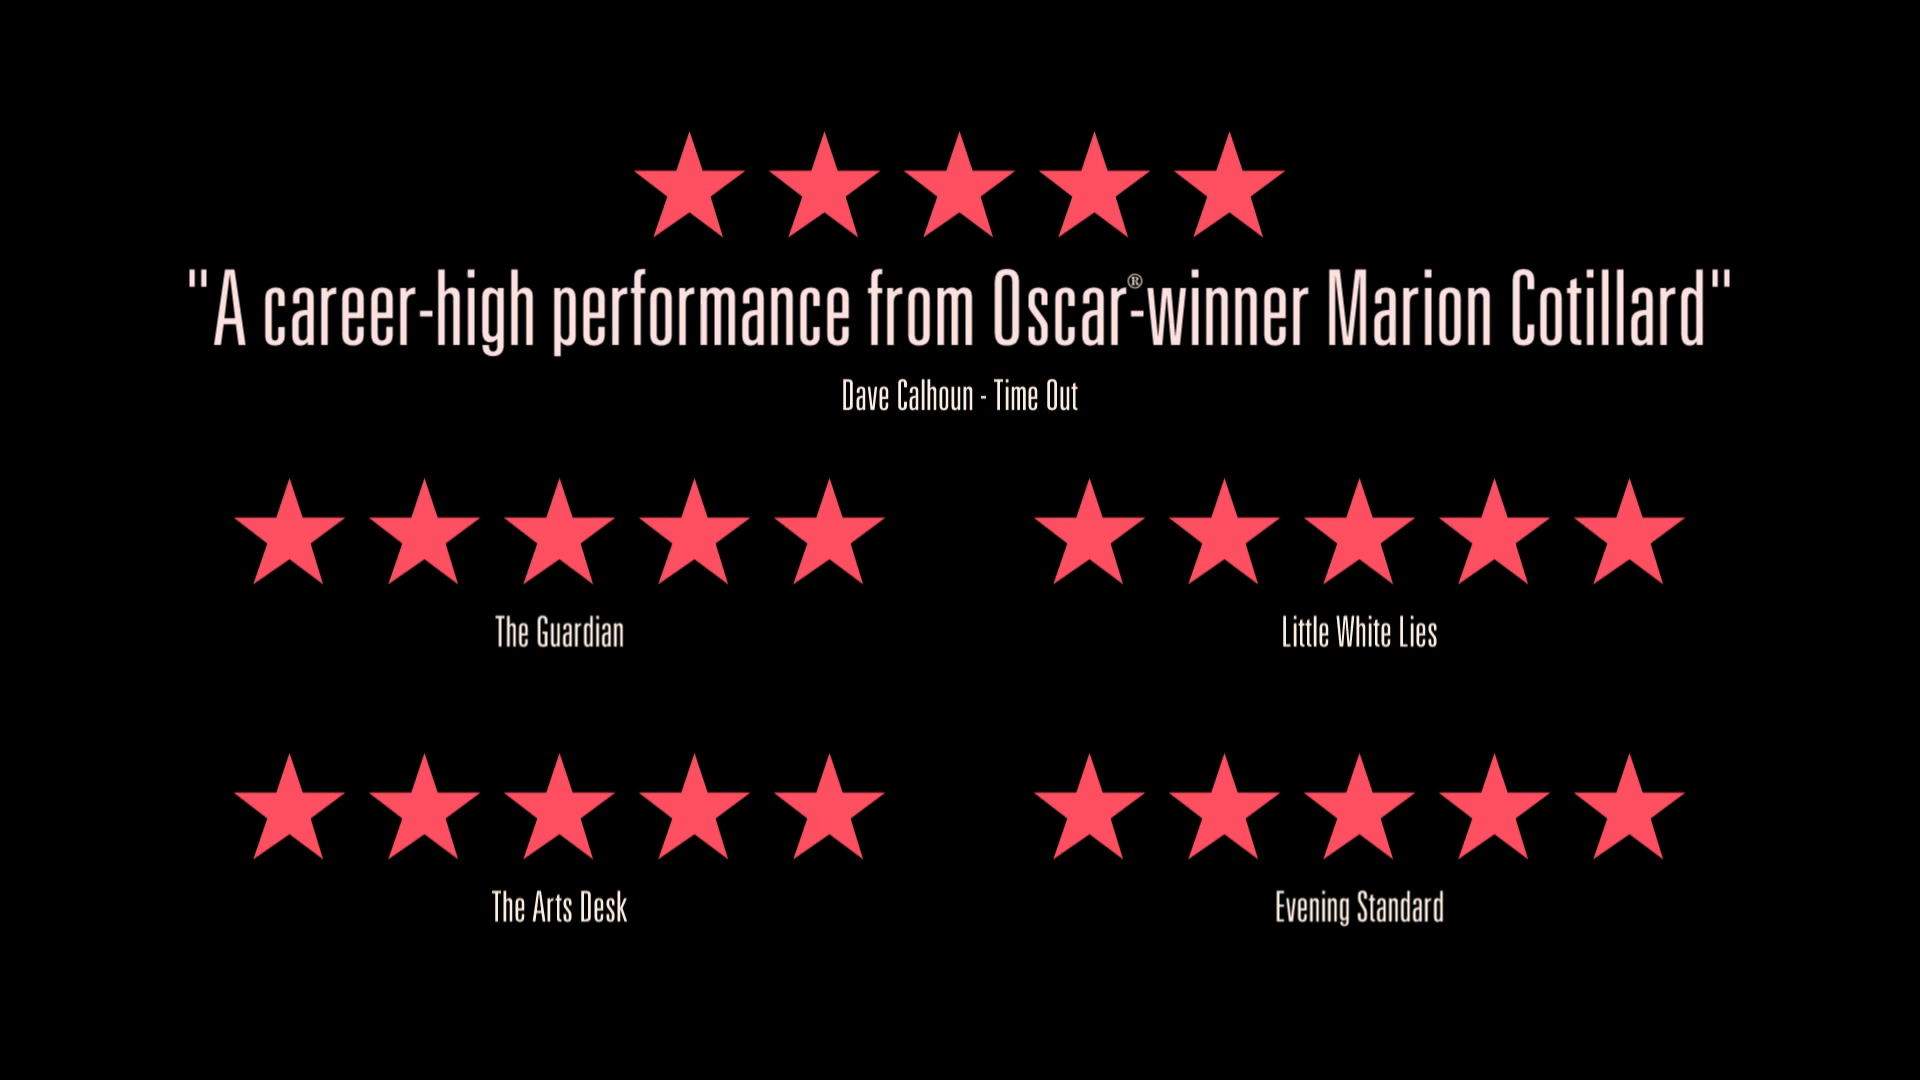 "A career-high performance from Oscar®-winner Marion Cotillard"
Dave Calhoun - Time Out
The Guardian
Little White Lies
The Arts Desk
Evening Standard